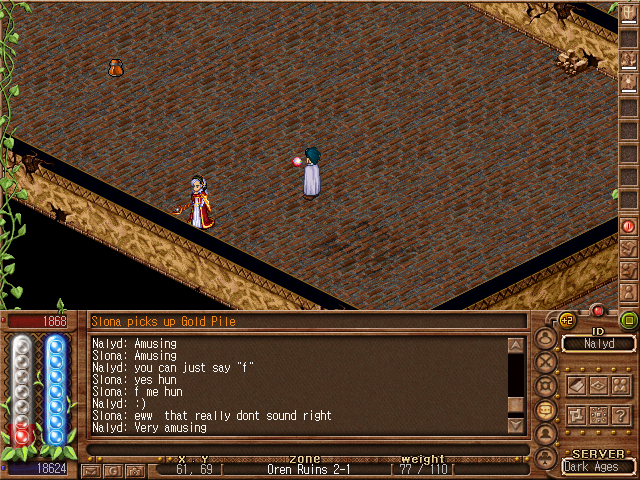 1868
Slona picks up Gold Pile
+2
ID
Nalyd
Nalyd: Amusing
Slona: Amusing
Nalyd: you can just say "f"
Slona: yes hun
Slona: f me hun
Nalyd: :)
Slona: eww  that really dont sound right
Nalyd: Very amusing
18624
X Y zone weight
61, 69 [ Oren Ruins 2-1 [ 77 / 110 [
SERVER
Dark Ages
?